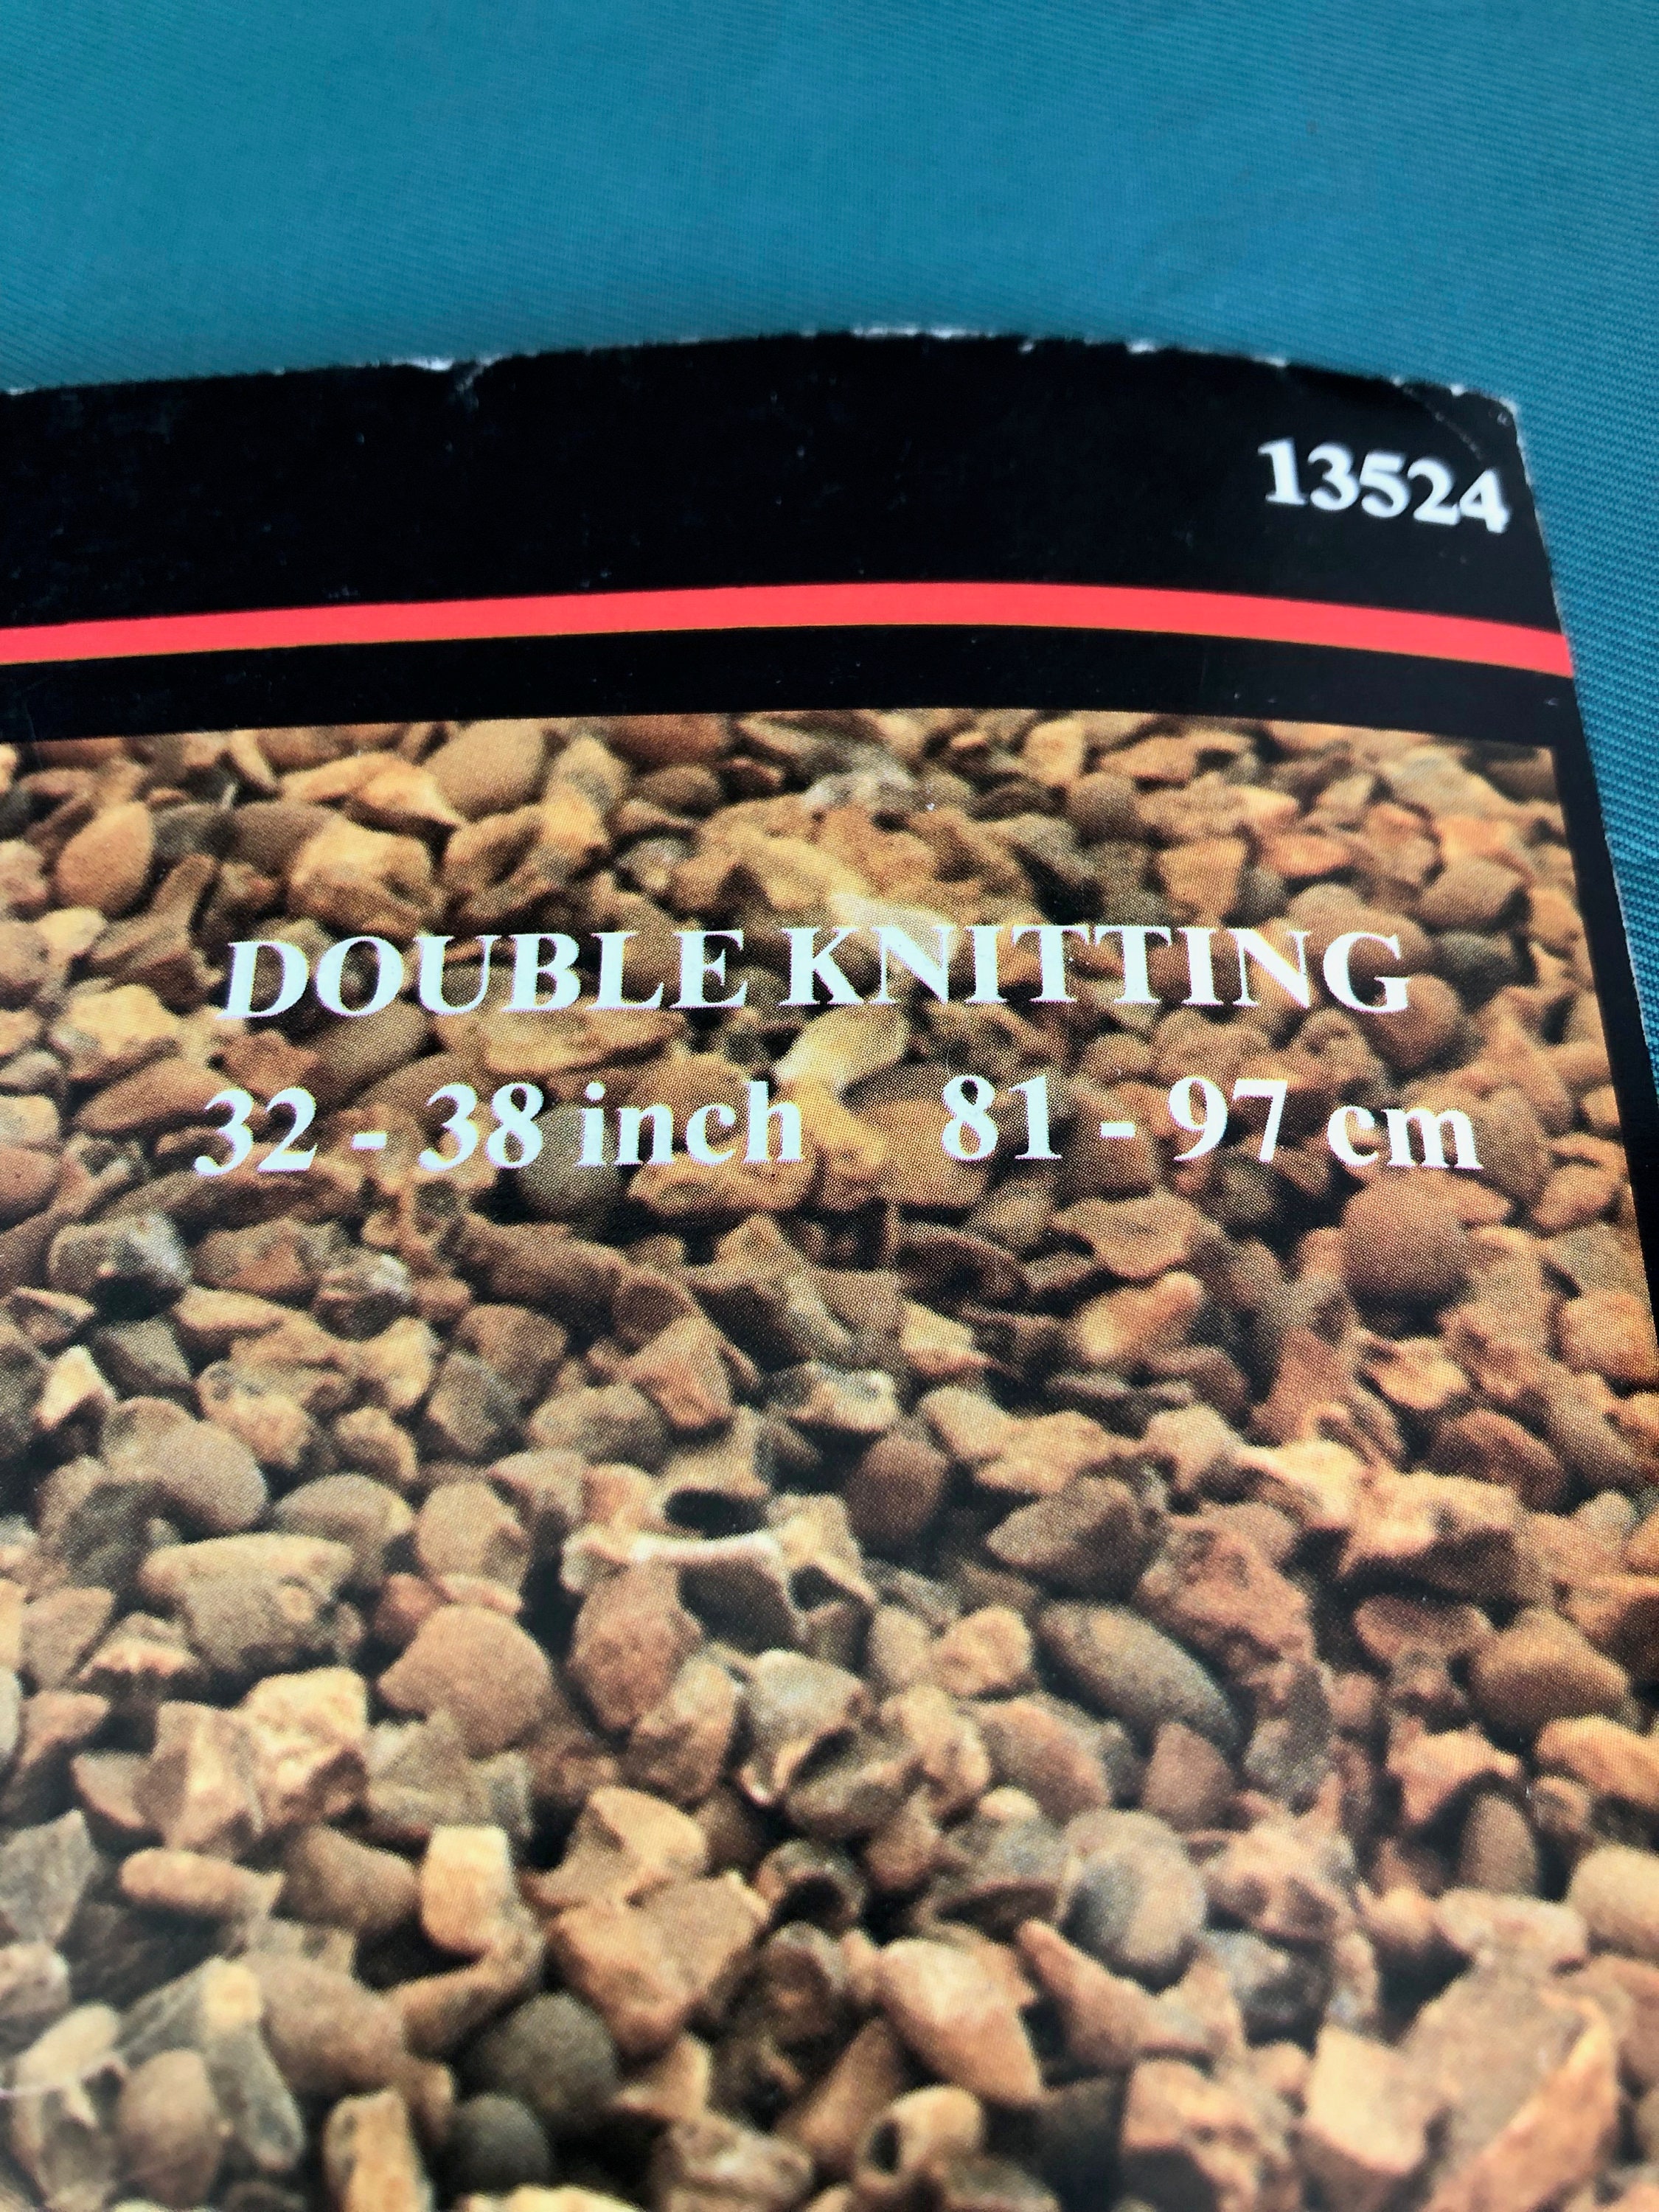 13524
DOUBLE KNITTING
32 - 38 inch 81 - 97 cm